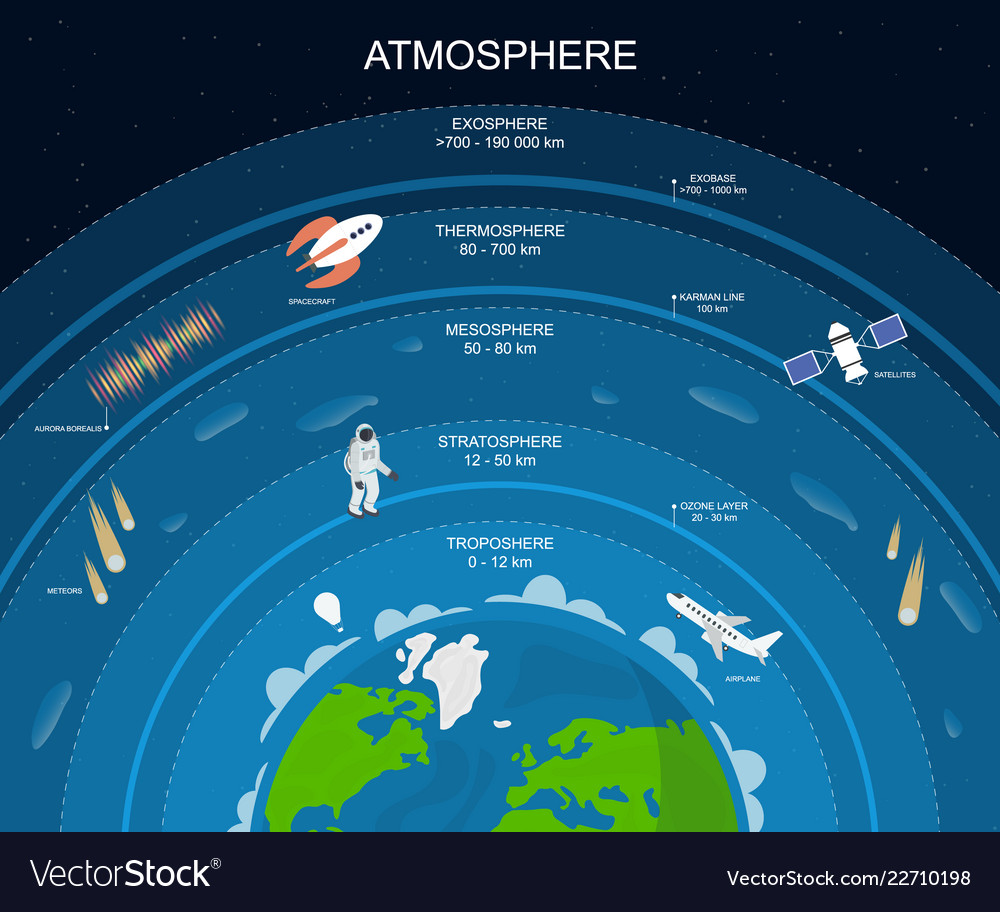 ATMOSPHERE
EXOSPHERE
>700 - 190 000 km
EXOBASE
>700 - 1000 km
THERMOSPHERE
80 - 700 km
SPACECRAFT
KARMAN LINE
100 km
MESOSPHERE
50 - 80 km
SATELLITES
AURORA BOREALIS
STRATOSPHERE
12 - 50 km
OZONE LAYER
20 - 30 km
TROPOSHERE
0 - 12 km
METEORS
AIRPLANE
VectorStock®
VectorStock.com/22710198